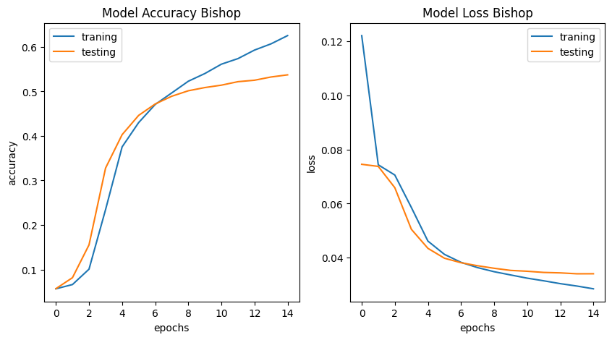 Model Accuracy Bishop
traning
testing
0.6
0.5
0.4
0.3
0.2
0.1
accuracy
0 2 4 6 8 10 12 14
epochs
Model Loss Bishop
traning
testing
0.12
0.10
0.08
0.06
0.04
loss
0 2 4 6 8 10 12 14
epochs